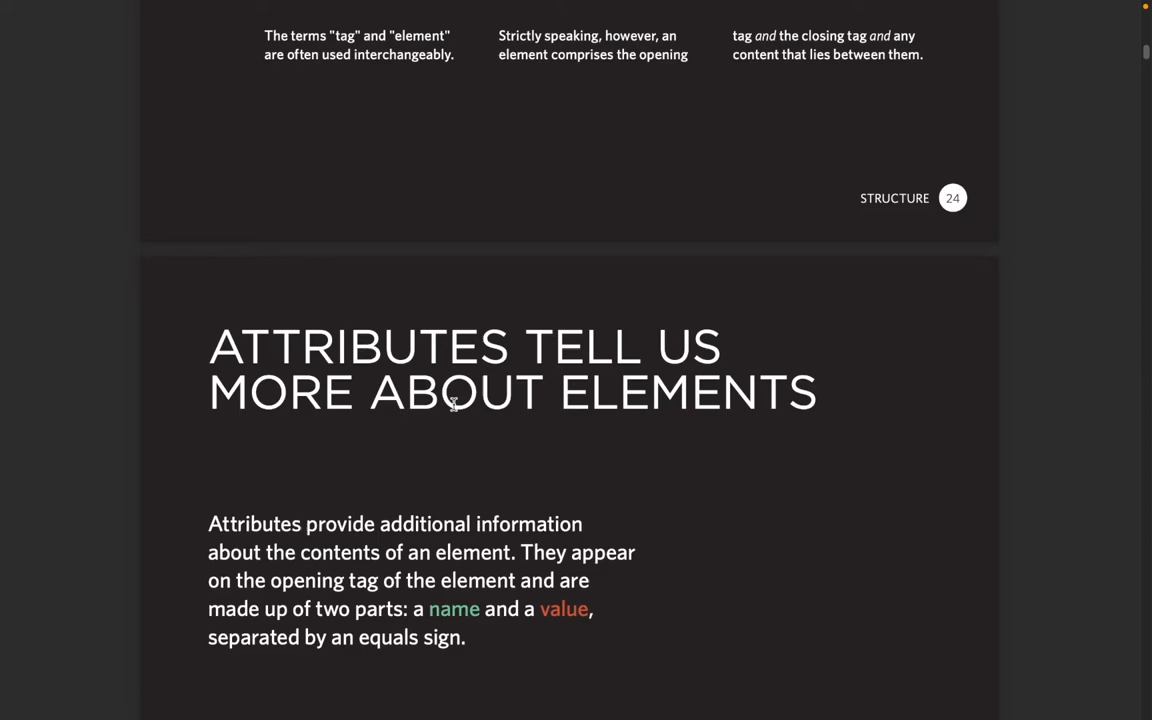 The terms "tag" and "element"
are often used interchangeably.
Strictly speaking, however, an
element comprises the opening
tag and the closing tag and any
content that lies between them.
STRUCTURE 24
ATTRIBUTES TELL US
MORE ABOUT ELEMENTS
Attributes provide additional information
about the contents of an element. They appear
on the opening tag of the element and are
made up of two parts: a name and a value,
separated by an equals sign.